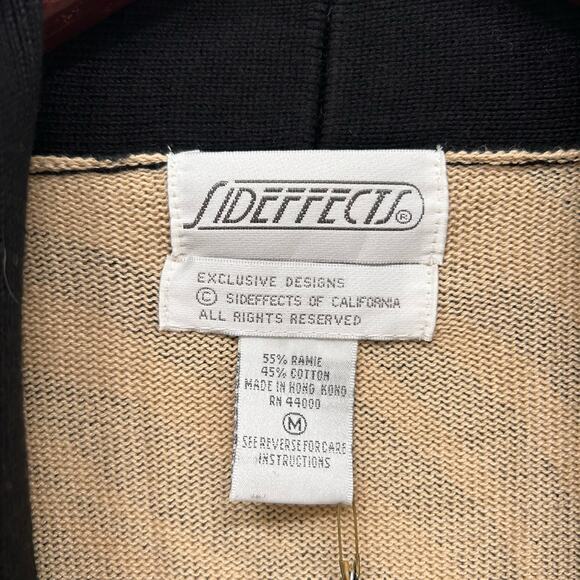 SIDEFFECTS®
EXCLUSIVE DESIGNS
© SIDEFFECTS OF CALIFORNIA
ALL RIGHTS RESERVED
55% RAMIE
45% COTTON
MADE IN HONG KONG
RN 44000
M
SEE REVERSE FOR CARE
INSTRUCTIONS